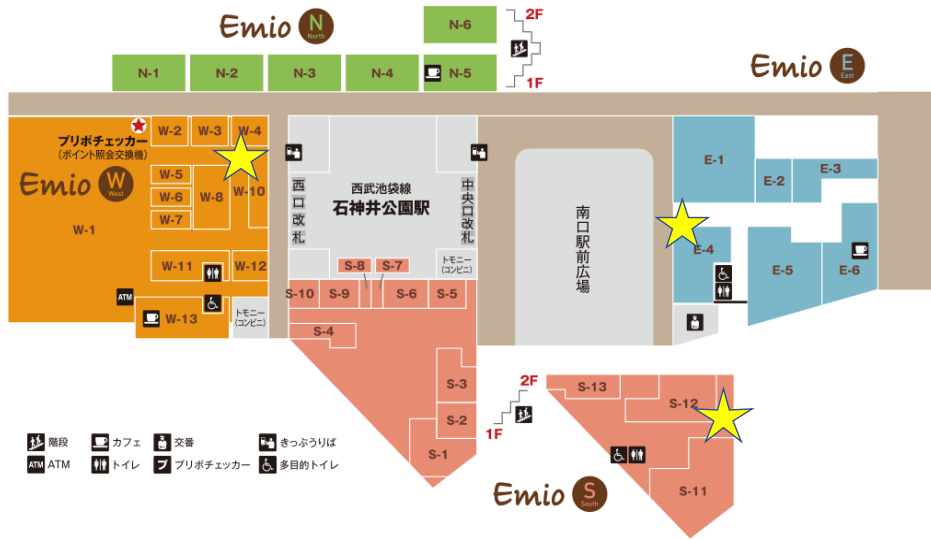 Emio N North
2F
N-6
1F
N-1
N-2
N-3
N-4
N-5
Emio E East
プリポチェッカー
(ポイント照会交換機)
W-2
W-3
W-4
Emio W West
W-1
W-5
W-6
W-7
W-8
W-10
W-11
W-12
W-13
ATM
トモニー
(コンビニ)
西口改札
西武池袋線
石神井公園駅
中央口改札
トモニー
(コンビニ)
南口駅前広場
E-1
E-2
E-3
E-4
E-5
E-6
S-8
S-7
S-10
S-9
S-6
S-5
S-4
S-3
S-2
S-1
2F
1F
S-13
S-12
S-11
Emio S South
階段
カフェ
交番
きっぷうりば
ATM ATM
トイレ
プ プリポチェッカー
多目的トイレ